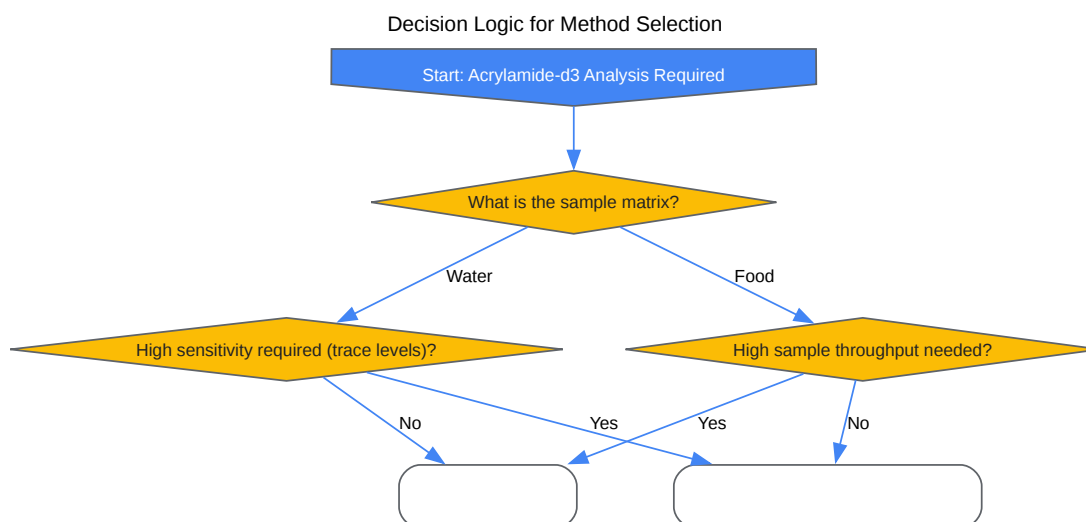 Decision Logic for Method Selection
Start: Acrylamide-d3 Analysis Required
What is the sample matrix?
Water
Food
High sensitivity required (trace levels)?
High sample throughput needed?
No
Yes
Yes
No